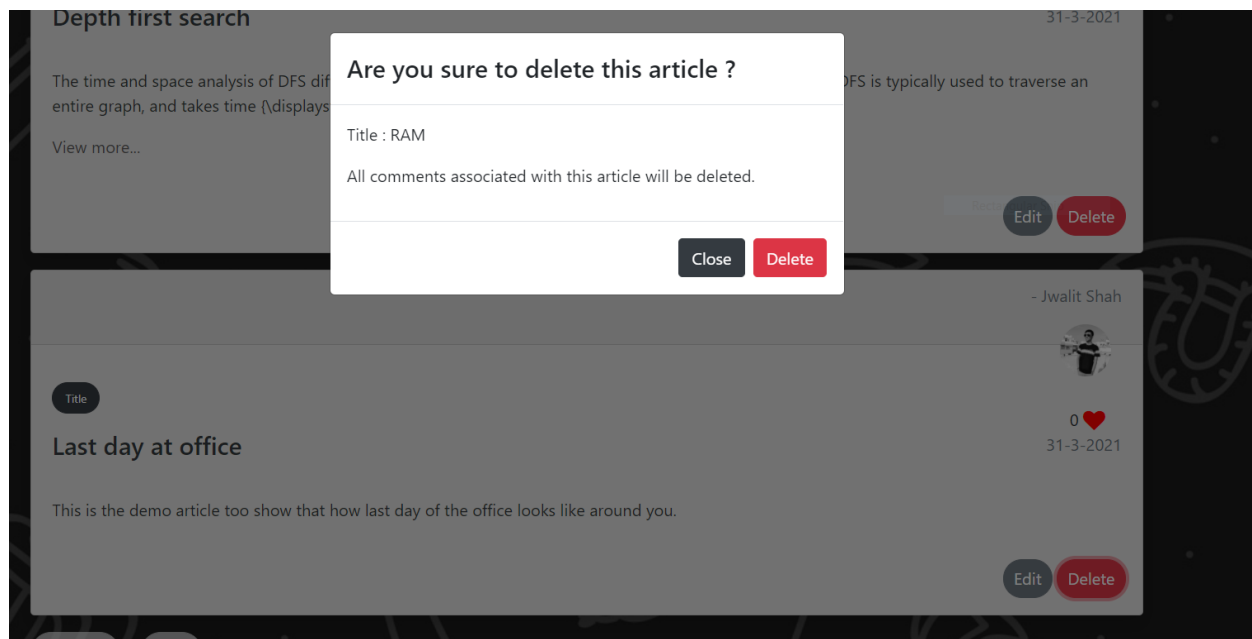 Depth first search
31-3-2021
The time and space analysis of DFS dif
DFS is typically used to traverse an
entire graph, and takes time {\displays
View more...
Edit Delete
Are you sure to delete this article ?
Title : RAM
All comments associated with this article will be deleted.
Close Delete
- Jwalit Shah
Title
0
Last day at office
31-3-2021
This is the demo article too show that how last day of the office looks like around you.
Edit Delete